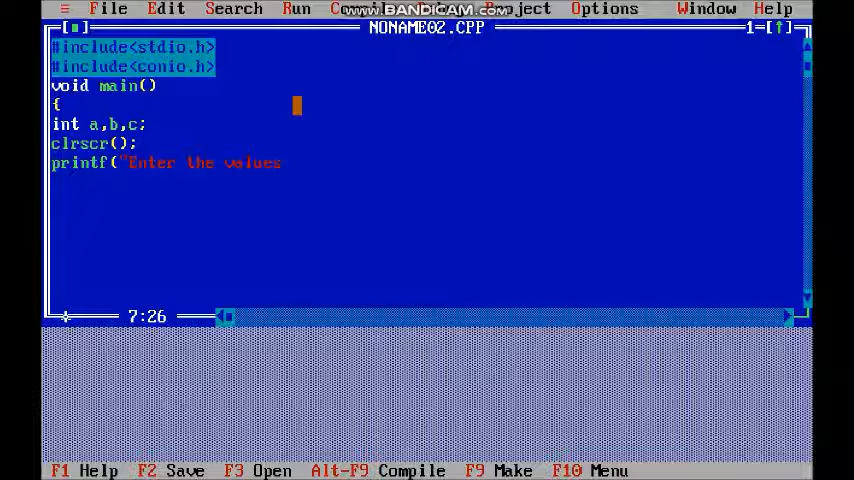 ≡ File Edit Search Run www.BANDICAM.com Project Options Window Help
[■] NONAME02.CPP 1=[↑]
#include<stdio.h>
#include<conio.h>
void main()
{
int a,b,c;
clrscr();
printf("Enter the values
7:26
F1 Help F2 Save F3 Open Alt-F9 Compile F9 Make F10 Menu